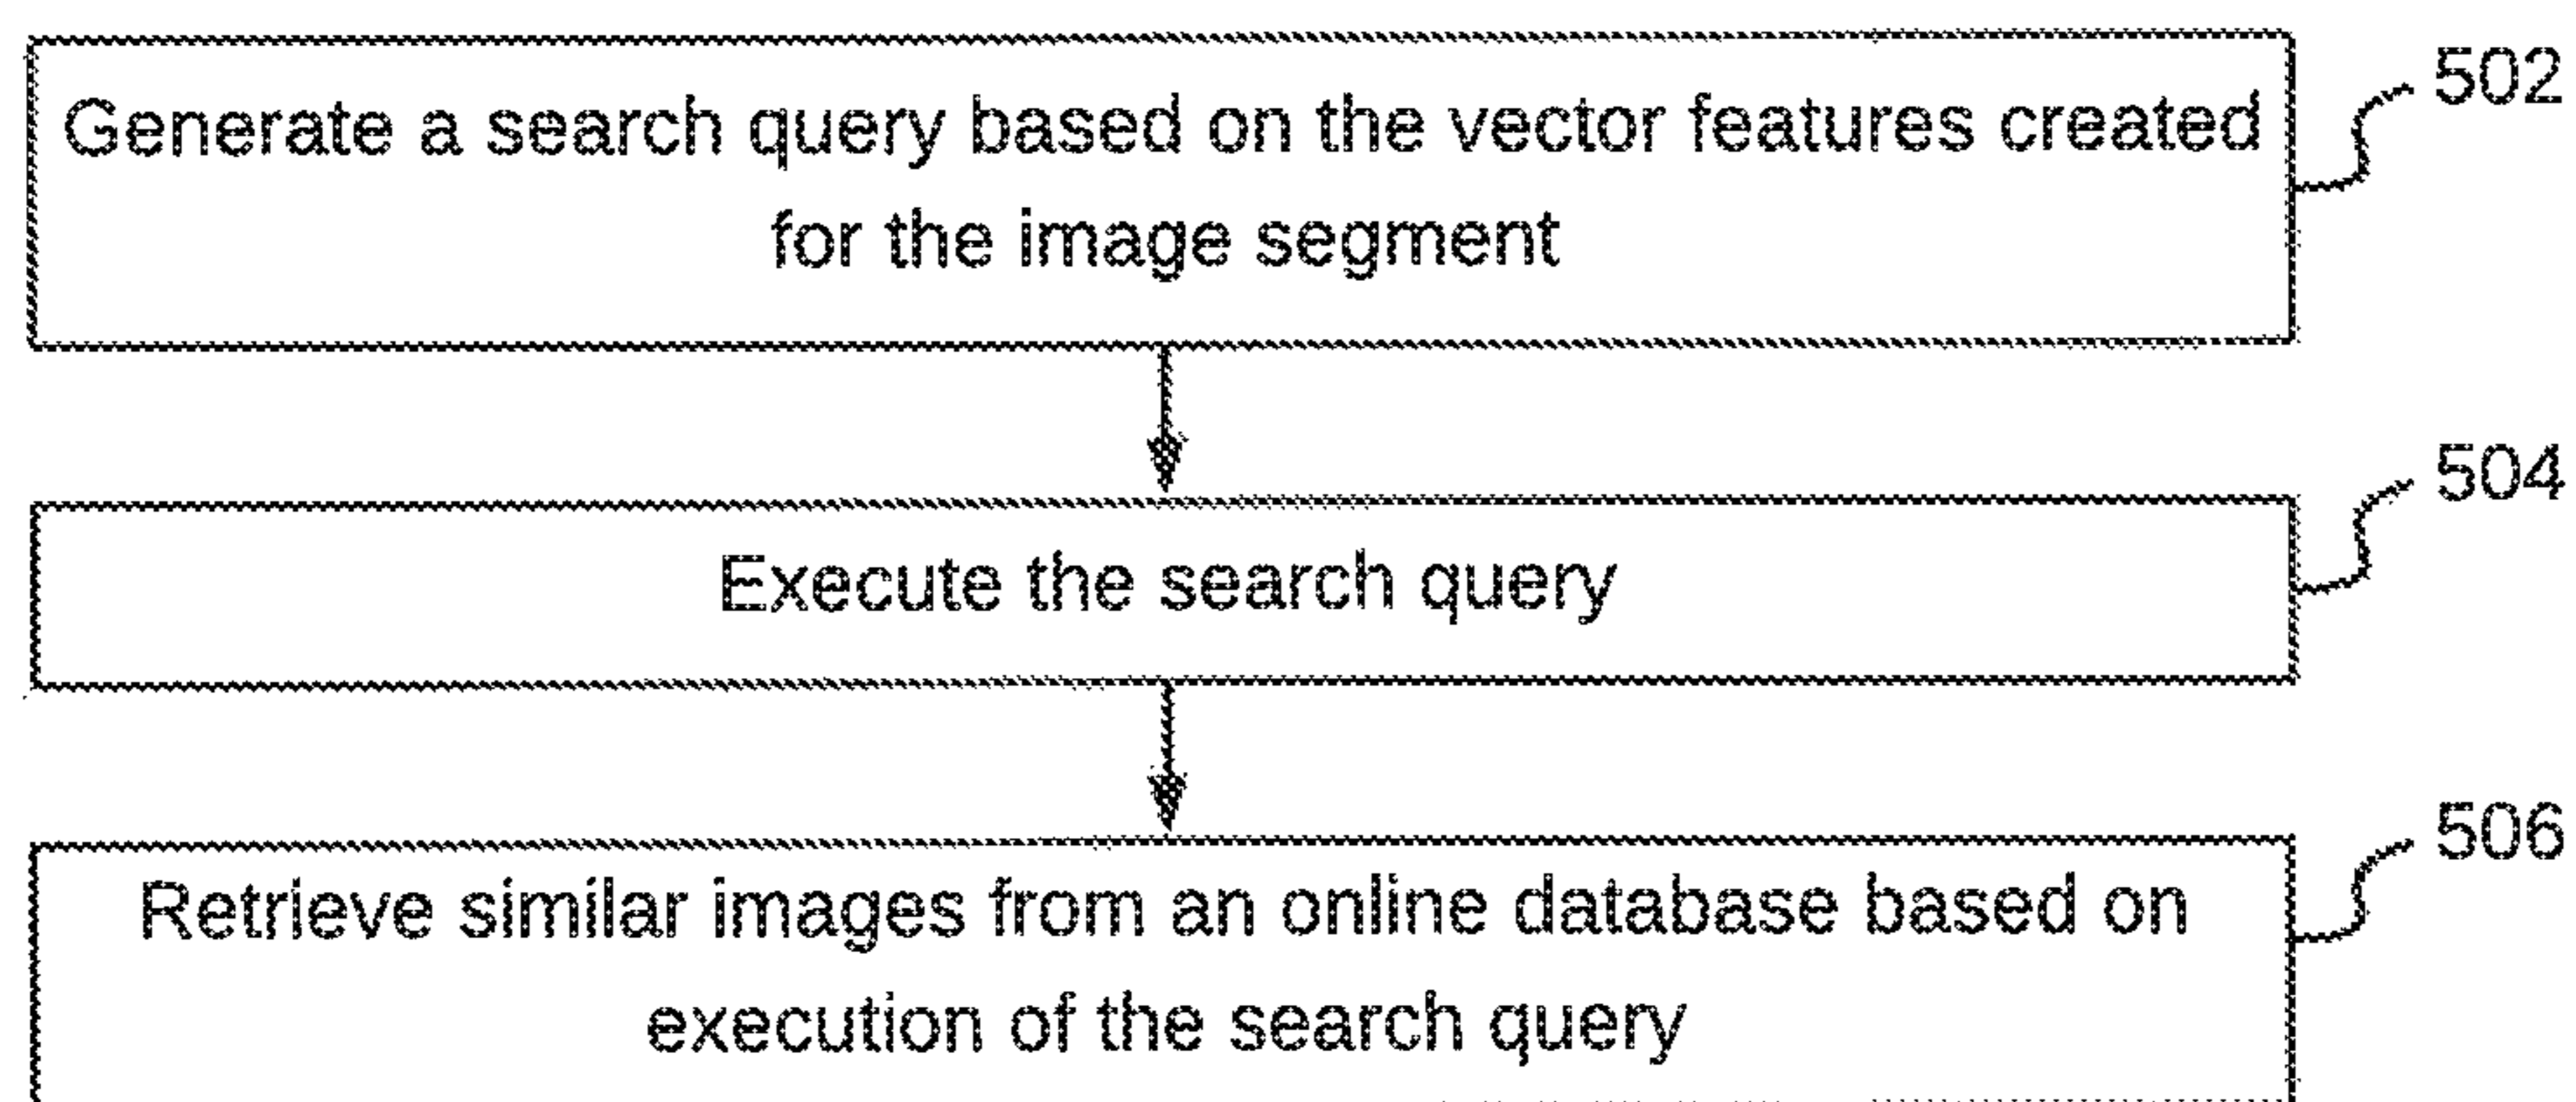 Generate a search query based on the vector features created
for the image segment
502
Execute the search query
504
Retrieve similar images from an online database based on
execution of the search query
506